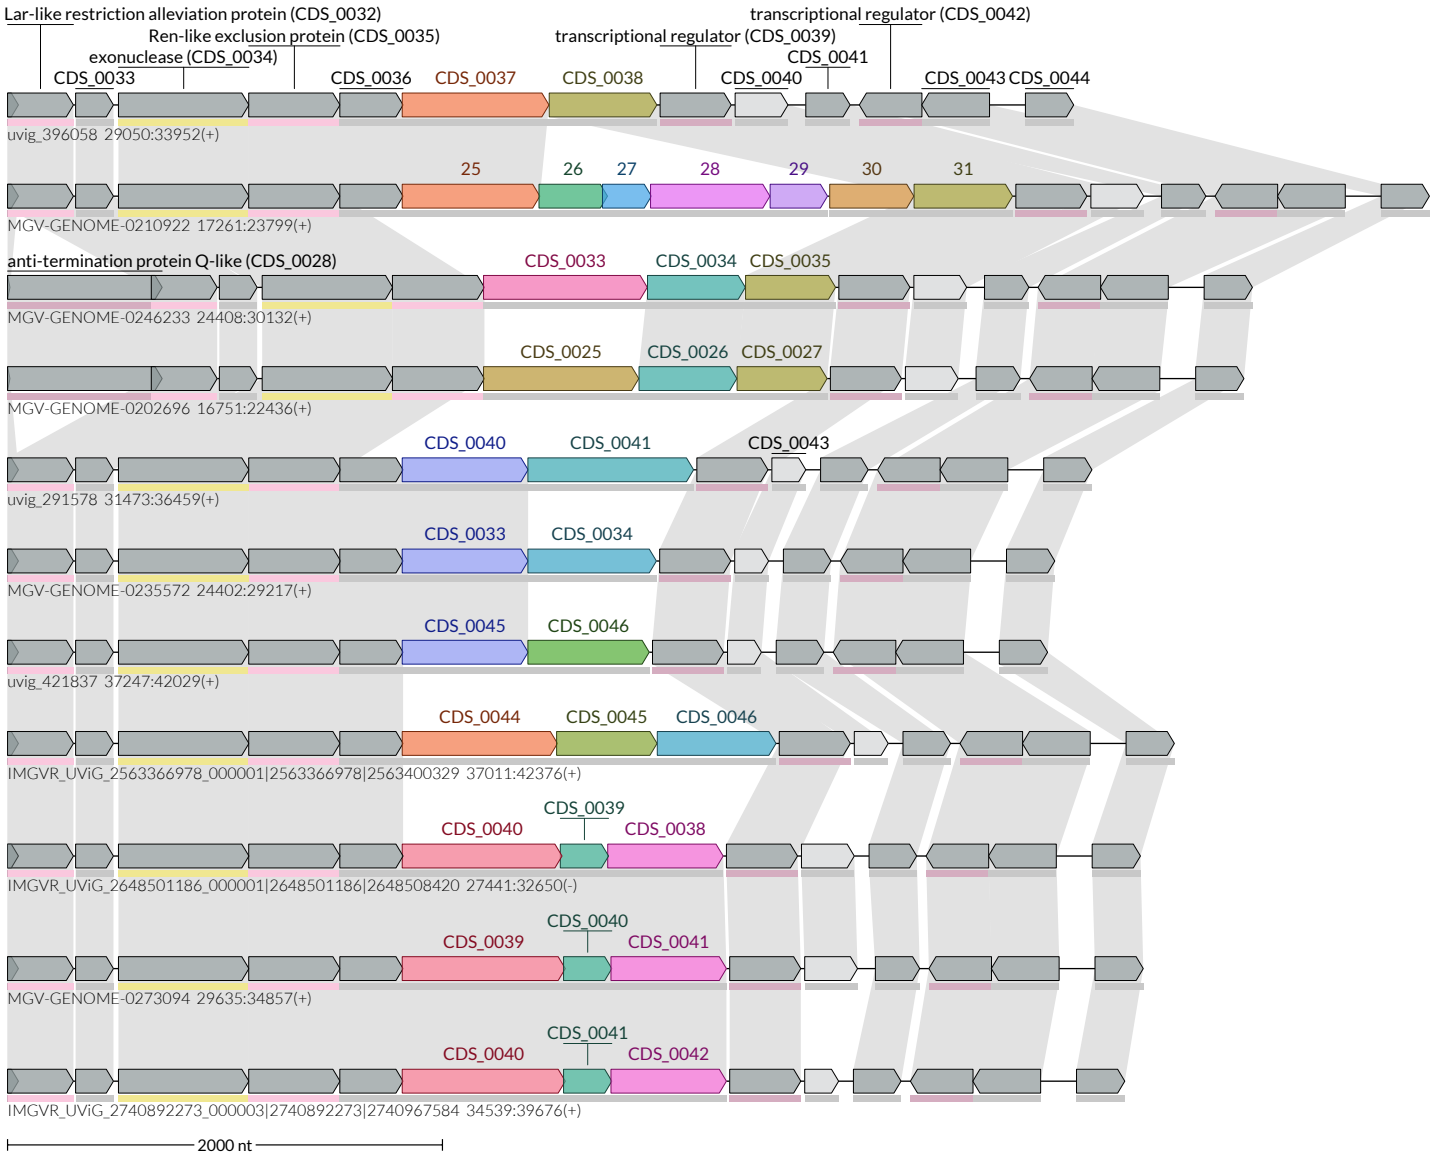 Lar-like restriction alleviation protein (CDS_0032)
transcriptional regulator (CDS_0042)
Ren-like exclusion protein (CDS_0035)
transcriptional regulator (CDS_0039)
exonuclease (CDS_0034)
CDS_0041
CDS_0033 CDS_0036 CDS_0037 CDS_0038 CDS_0040 CDS_0043 CDS_0044
uvig_396058 29050:33952(+)
25 26 27 28 29 30 31
MGV-GENOME-0210922 17261:23799(+)
anti-termination protein Q-like (CDS_0028) CDS_0033 CDS_0034 CDS_0035
MGV-GENOME-0246233 24408:30132(+)
CDS_0025 CDS_0026 CDS_0027
MGV-GENOME-0202696 16751:22436(+)
CDS_0040 CDS_0041 CDS_0043
uvig_291578 31473:36459(+)
CDS_0033 CDS_0034
MGV-GENOME-0235572 24402:29217(+)
CDS_0045 CDS_0046
uvig_421837 37247:42029(+)
CDS_0044 CDS_0045 CDS_0046
IMGVR_UViG_2563366978_000001|2563366978|2563400329 37011:42376(+)
CDS_0039
CDS_0040 CDS_0038
IMGVR_UViG_2648501186_000001|2648501186|2648508420 27441:32650(-)
CDS_0040
CDS_0039 CDS_0041
MGV-GENOME-0273094 29635:34857(+)
CDS_0041
CDS_0040 CDS_0042
IMGVR_UViG_2740892273_000003|2740892273|2740967584 34539:39676(+)
2000 nt